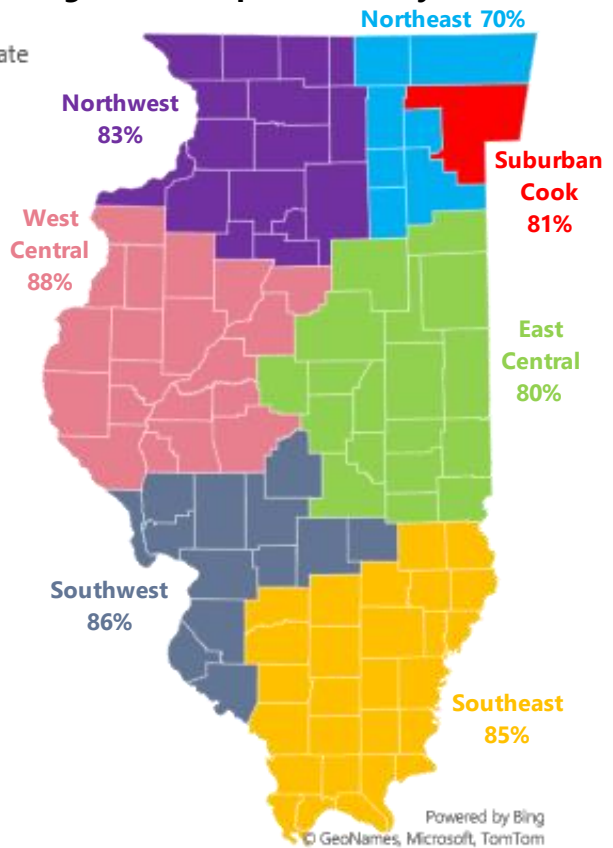 Northeast 70%
Northwest
83%
Suburban
Cook
81%
West
Central
88%
East
Central
80%
Southwest
86%
Southeast
85%
Powered by Bing
© GeoNames, Microsoft, TomTom